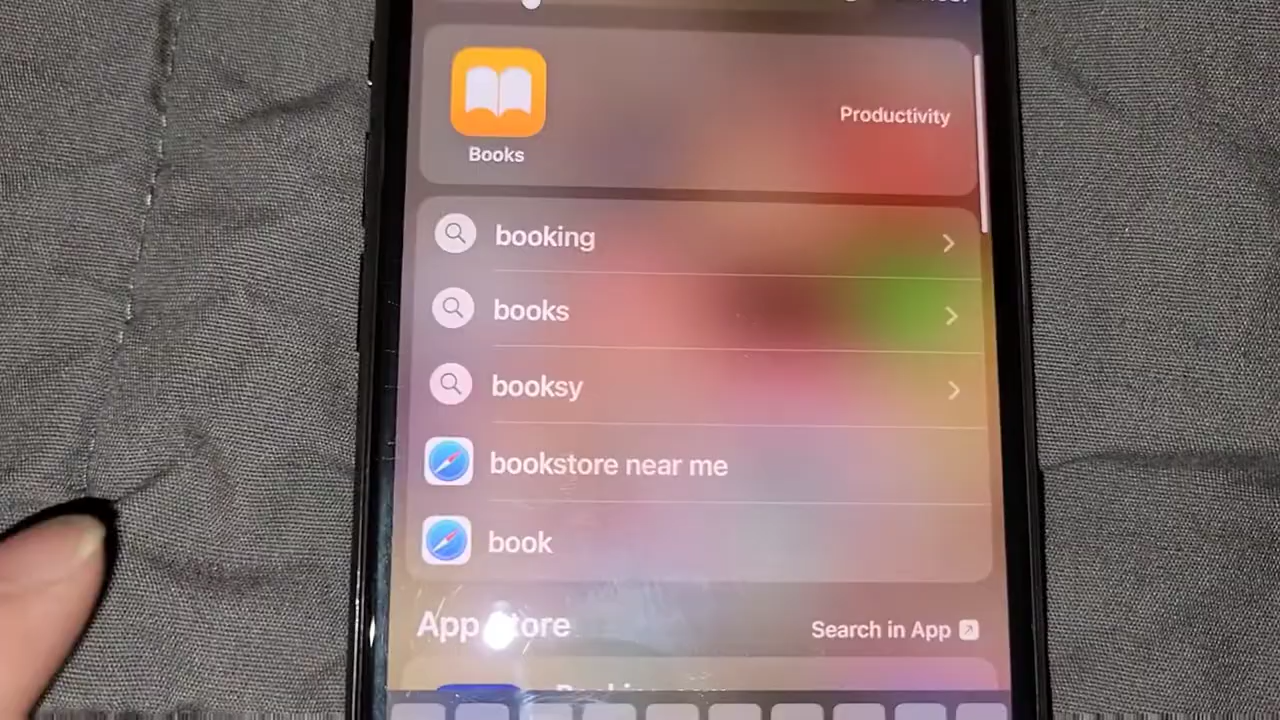 Books
Productivity
booking
books
booksy
bookstore near me
book
App Store
Search in App